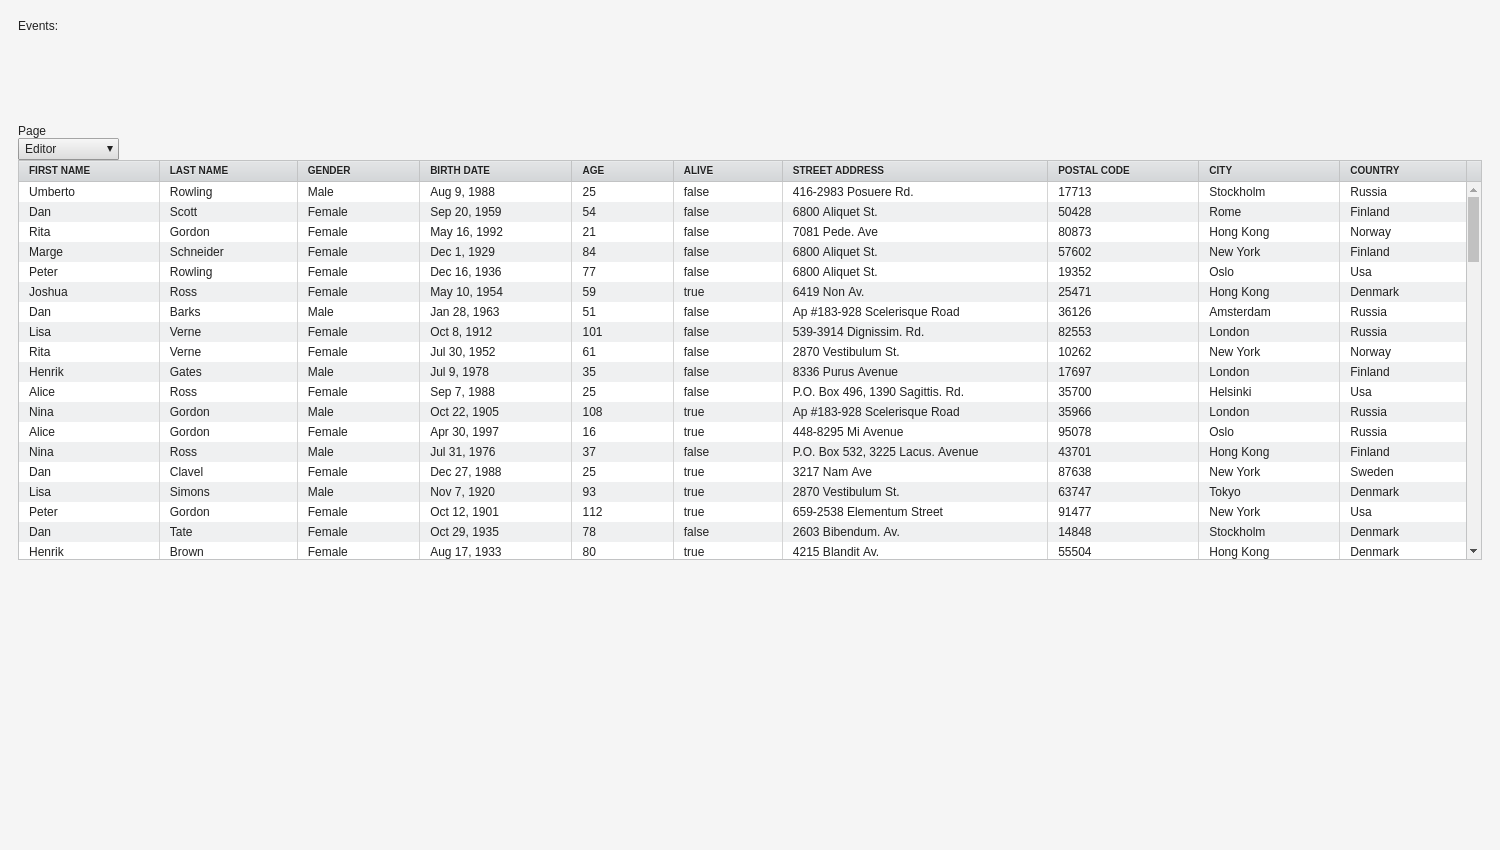 Events:
Page
Editor
FIRST NAME LAST NAME GENDER BIRTH DATE AGE ALIVE STREET ADDRESS POSTAL CODE CITY COUNTRY
Umberto Rowling Male Aug 9, 1988 25 false 416-2983 Posuere Rd. 17713 Stockholm Russia
Dan Scott Female Sep 20, 1959 54 false 6800 Aliquet St. 50428 Rome Finland
Rita Gordon Female May 16, 1992 21 false 7081 Pede. Ave 80873 Hong Kong Norway
Marge Schneider Female Dec 1, 1929 84 false 6800 Aliquet St. 57602 New York Finland
Peter Rowling Female Dec 16, 1936 77 false 6800 Aliquet St. 19352 Oslo Usa
Joshua Ross Female May 10, 1954 59 true 6419 Non Av. 25471 Hong Kong Denmark
Dan Barks Male Jan 28, 1963 51 false Ap #183-928 Scelerisque Road 36126 Amsterdam Russia
Lisa Verne Female Oct 8, 1912 101 false 539-3914 Dignissim. Rd. 82553 London Russia
Rita Verne Female Jul 30, 1952 61 false 2870 Vestibulum St. 10262 New York Norway
Henrik Gates Male Jul 9, 1978 35 false 8336 Purus Avenue 17697 London Finland
Alice Ross Female Sep 7, 1988 25 false P.O. Box 496, 1390 Sagittis. Rd. 35700 Helsinki Usa
Nina Gordon Male Oct 22, 1905 108 true Ap #183-928 Scelerisque Road 35966 London Russia
Alice Gordon Female Apr 30, 1997 16 true 448-8295 Mi Avenue 95078 Oslo Russia
Nina Ross Male Jul 31, 1976 37 false P.O. Box 532, 3225 Lacus. Avenue 43701 Hong Kong Finland
Dan Clavel Female Dec 27, 1988 25 true 3217 Nam Ave 87638 New York Sweden
Lisa Simons Male Nov 7, 1920 93 true 2870 Vestibulum St. 63747 Tokyo Denmark
Peter Gordon Female Oct 12, 1901 112 true 659-2538 Elementum Street 91477 New York Usa
Dan Tate Female Oct 29, 1935 78 false 2603 Bibendum. Av. 14848 Stockholm Denmark
Henrik Brown Female Aug 17, 1933 80 true 4215 Blandit Av. 55504 Hong Kong Denmark